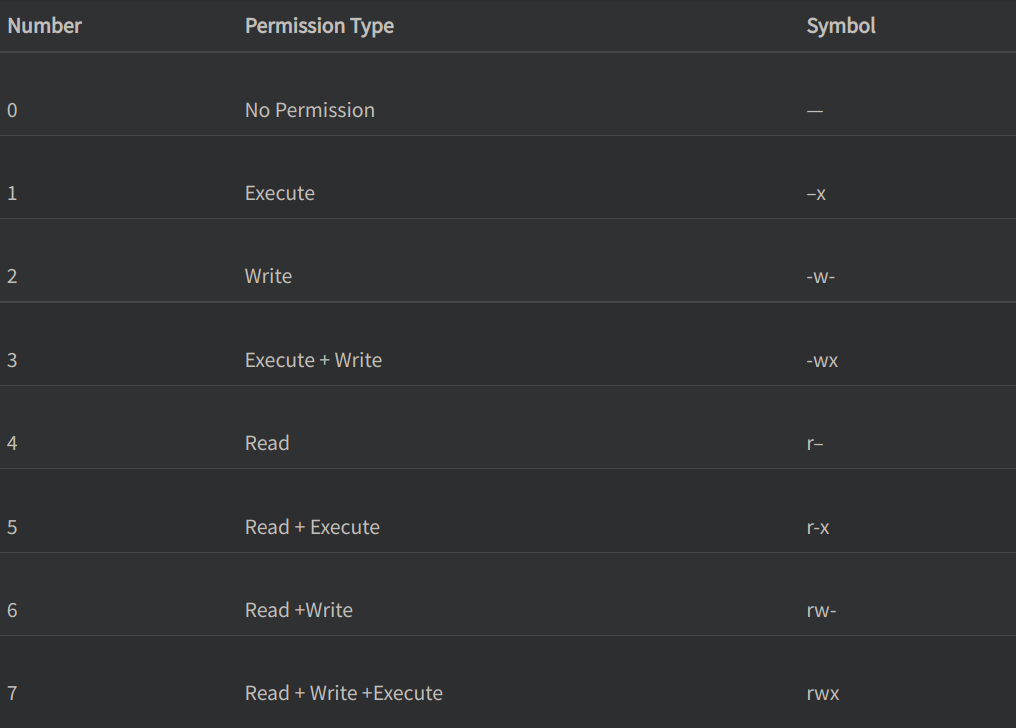 Number Permission Type Symbol
0 No Permission —
1 Execute –x
2 Write -w-
3 Execute + Write -wx
4 Read r–
5 Read + Execute r-x
6 Read +Write rw-
7 Read + Write +Execute rwx